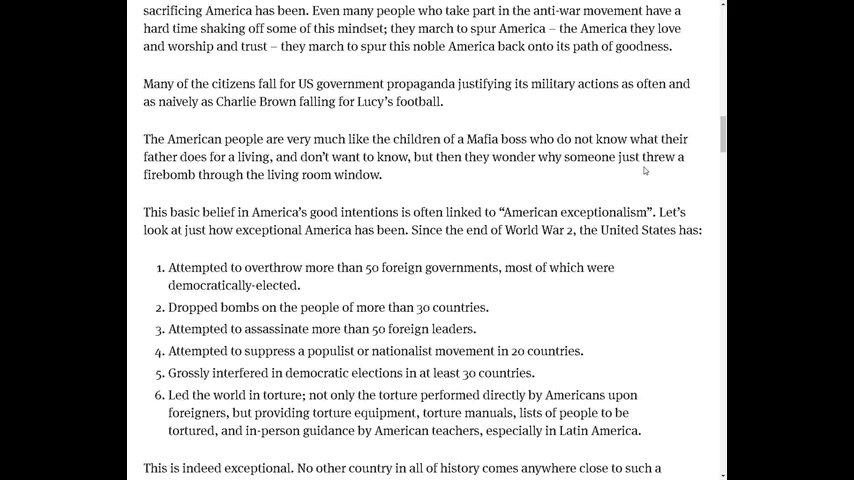 sacrificing America has been. Even many people who take part in the anti-war movement have a
hard time shaking off some of this mindset; they march to spur America – the America they love
and worship and trust – they march to spur this noble America back onto its path of goodness.
Many of the citizens fall for US government propaganda justifying its military actions as often and
as naively as Charlie Brown falling for Lucy’s football.
The American people are very much like the children of a Mafia boss who do not know what their
father does for a living, and don’t want to know, but then they wonder why someone just threw a
firebomb through the living room window.
This basic belief in America’s good intentions is often linked to “American exceptionalism”. Let’s
look at just how exceptional America has been. Since the end of World War 2, the United States has:
1. Attempted to overthrow more than 50 foreign governments, most of which were
democratically-elected.
2. Dropped bombs on the people of more than 30 countries.
3. Attempted to assassinate more than 50 foreign leaders.
4. Attempted to suppress a populist or nationalist movement in 20 countries.
5. Grossly interfered in democratic elections in at least 30 countries.
6. Led the world in torture; not only the torture performed directly by Americans upon
foreigners, but providing torture equipment, torture manuals, lists of people to be
tortured, and in-person guidance by American teachers, especially in Latin America.
This is indeed exceptional. No other country in all of history comes anywhere close to such a